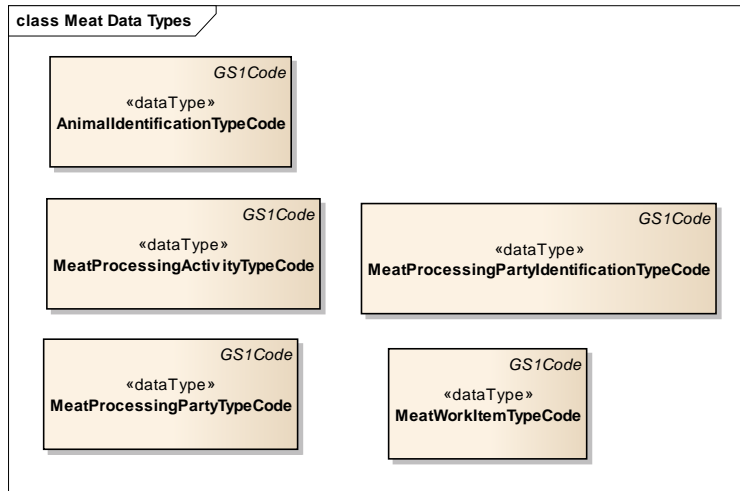 class Meat Data Types
GS1Code
«dataType»
AnimalIdentificationTypeCode
GS1Code
«dataType»
MeatProcessingActivityTypeCode
GS1Code
«dataType»
MeatProcessingPartyIdentificationTypeCode
GS1Code
«dataType»
MeatProcessingPartyTypeCode
GS1Code
«dataType»
MeatWorkItemTypeCode